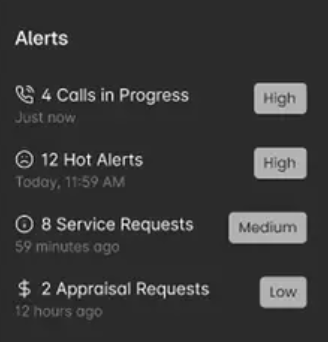 Alerts
4 Calls in Progress
High
Just now
12 Hot Alerts
High
Today, 11:59 AM
8 Service Requests
Medium
59 minutes ago
$ 2 Appraisal Requests
Low
12 hours ago